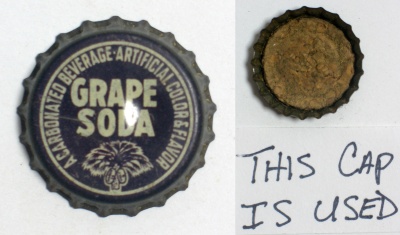 A CARBONATED BEVERAGE·ARTIFICIAL COLOR & FLAVOR
GRAPE
SODA
THIS CAP
IS USED